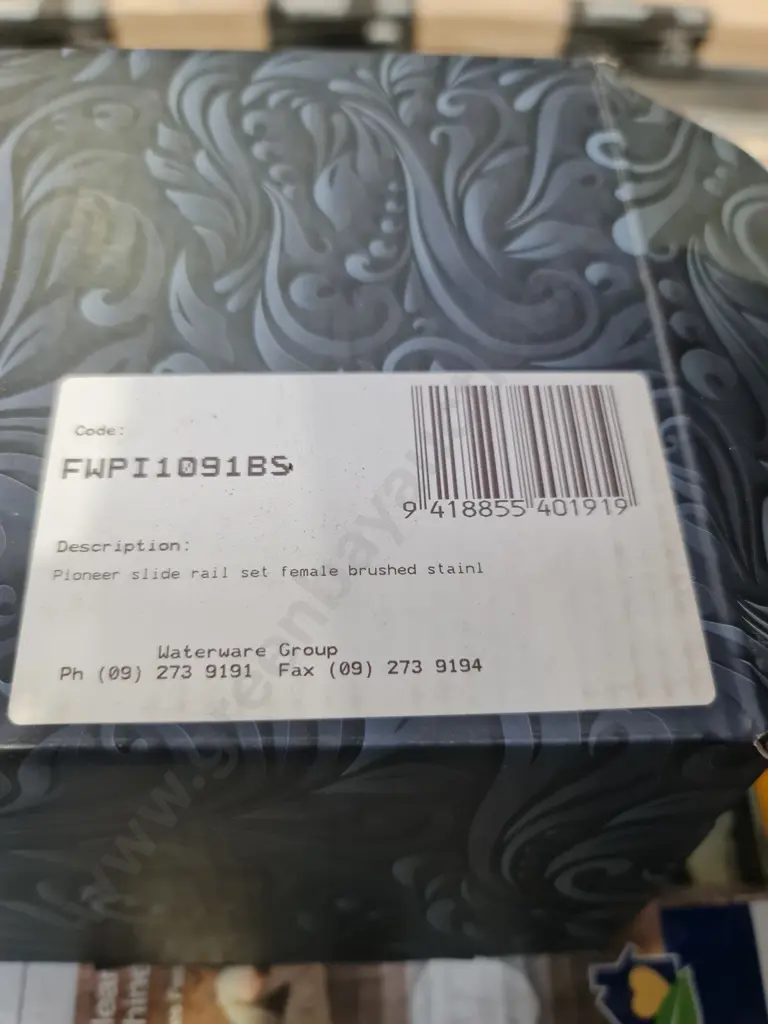 Code:
FWPI1091BS
Description:
Pioneer slide rail set female brushed stainl
Waterware Group
Ph (09) 273 9191 Fax (09) 273 9194
9 418855 401919